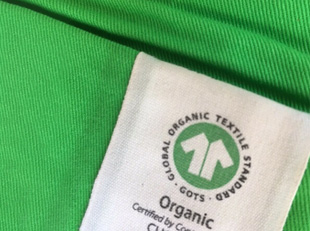 GLOBAL ORGANIC TEXTILE STANDARD
· GOTS ·
Organic
Certified by